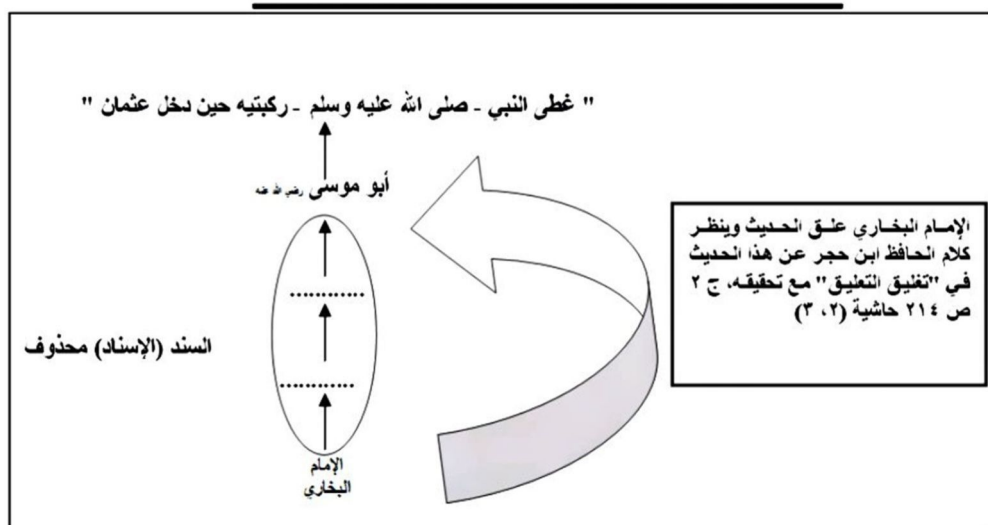 " غطى النبي - صلى الله عليه وسلم - ركبتيه حين دخل عثمان "
أبو موسى رضي الله عنه
الإمام البخاري علق الحديث وينظر
كلام الحافظ ابن حجر عن هذا الحديث
في "تغليق التعليق" مع تحقيقه، ج ٢
ص ٢١٤ حاشية (٢، ٣)
............
السند (الإسناد) محذوف
............
الإمام
البخاري